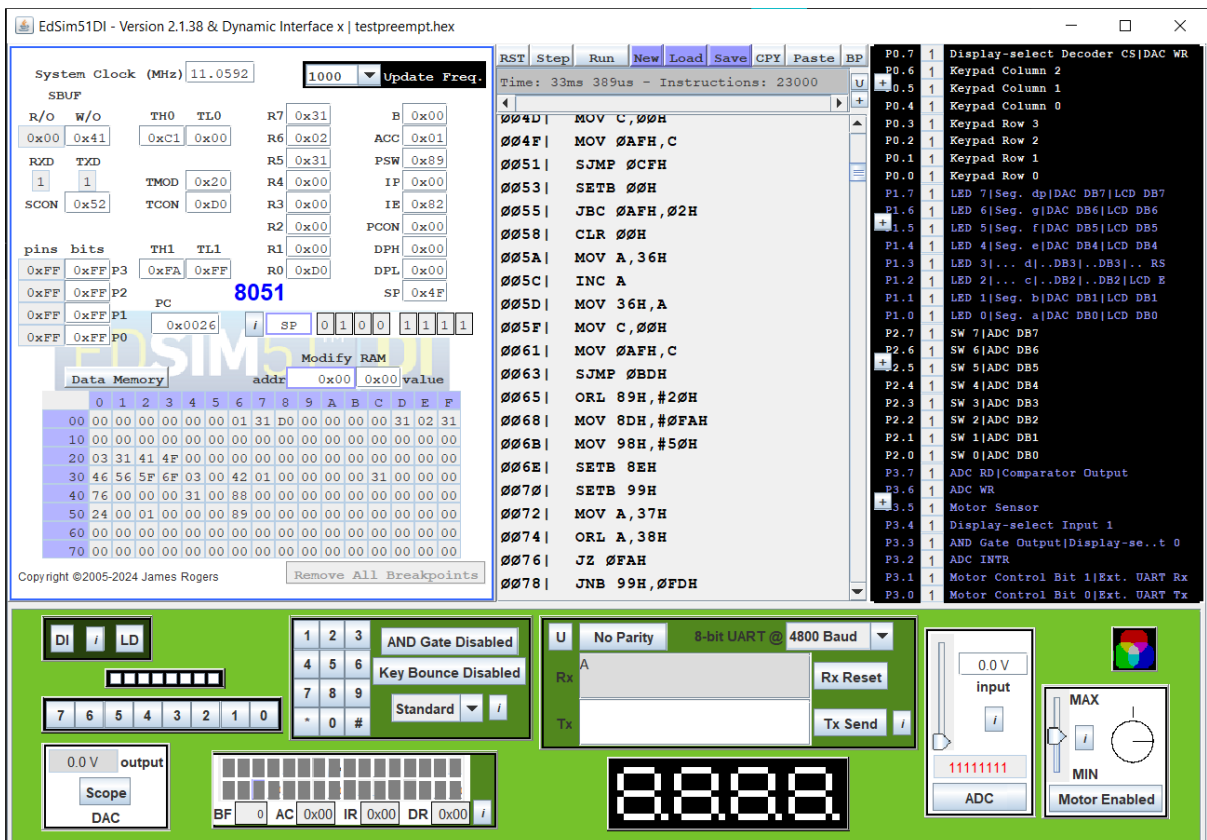 EdSim51DI - Version 2.1.38 & Dynamic Interface x | testpreempt.hex
System Clock (MHz) 11.0592 1000 Update Freq.
SBUF
R/O W/O TH0 TL0 R7 0x31 B 0x00
0x00 0x41 0xC1 0x00 R6 0x02 ACC 0x01
RXD TXD R5 0x31 PSW 0x89
1 1 TMOD 0x20 R4 0x00 IP 0x00
SCON 0x52 TCON 0xD0 R3 0x00 IE 0x82
R2 0x00 PCON 0x00
pins bits TH1 TL1 R1 0x00 DPH 0x00
0xFF 0xFF P3 0xFA 0xFF R0 0xD0 DPL 0x00
0xFF 0xFF P2 8051 SP 0x4F
0xFF 0xFF P1 PC
0xFF 0xFF P0 0x0026 i SP 0 1 0 0 1 1 1 1
EDSIM51DI
TM
Modify RAM
Data Memory addr 0x00 0x00 value
0 1 2 3 4 5 6 7 8 9 A B C D E F
00 00 00 00 00 00 00 01 31 D0 00 00 00 00 31 02 31
10 00 00 00 00 00 00 00 00 00 00 00 00 00 00 00 00
20 03 31 41 4F 00 00 00 00 00 00 00 00 00 00 00 00
30 46 56 5F 6F 03 00 42 01 00 00 00 00 31 00 00 00
40 76 00 00 00 31 00 88 00 00 00 00 00 00 00 00 00
50 24 00 01 00 00 00 89 00 00 00 00 00 00 00 00 00
60 00 00 00 00 00 00 00 00 00 00 00 00 00 00 00 00
70 00 00 00 00 00 00 00 00 00 00 00 00 00 00 00 00
Copyright ©2005-2024 James Rogers Remove All Breakpoints
RST Step Run New Load Save CPY Paste BP
Time: 33ms 389us - Instructions: 23000 U
+
004D| MOV C,00H
004F| MOV 0AFH,C
0051| SJMP 0CFH
0053| SETB 00H
0055| JBC 0AFH,02H
0058| CLR 00H
005A| MOV A,36H
005C| INC A
005D| MOV 36H,A
005F| MOV C,00H
0061| MOV 0AFH,C
0063| SJMP 0BDH
0065| ORL 89H,#20H
0068| MOV 8DH,#0FAH
006B| MOV 98H,#50H
006E| SETB 8EH
0070| SETB 99H
0072| MOV A,37H
0074| ORL A,38H
0076| JZ 0FAH
0078| JNB 99H,0FDH
P0.7 1 Display-select Decoder CS|DAC WR
P0.6 1 Keypad Column 2
+ P0.5 1 Keypad Column 1
P0.4 1 Keypad Column 0
P0.3 1 Keypad Row 3
P0.2 1 Keypad Row 2
P0.1 1 Keypad Row 1
P0.0 1 Keypad Row 0
P1.7 1 LED 7|Seg. dp|DAC DB7|LCD DB7
P1.6 1 LED 6|Seg. g|DAC DB6|LCD DB6
+ P1.5 1 LED 5|Seg. f|DAC DB5|LCD DB5
P1.4 1 LED 4|Seg. e|DAC DB4|LCD DB4
P1.3 1 LED 3|... d|..DB3|..DB3|.. RS
P1.2 1 LED 2|... c|..DB2|..DB2|LCD E
P1.1 1 LED 1|Seg. b|DAC DB1|LCD DB1
P1.0 1 LED 0|Seg. a|DAC DB0|LCD DB0
P2.7 1 SW 7|ADC DB7
P2.6 1 SW 6|ADC DB6
+ P2.5 1 SW 5|ADC DB5
P2.4 1 SW 4|ADC DB4
P2.3 1 SW 3|ADC DB3
P2.2 1 SW 2|ADC DB2
P2.1 1 SW 1|ADC DB1
P2.0 1 SW 0|ADC DB0
P3.7 1 ADC RD|Comparator Output
P3.6 1 ADC WR
+ P3.5 1 Motor Sensor
P3.4 1 Display-select Input 1
P3.3 1 AND Gate Output|Display-se..t 0
P3.2 1 ADC INTR
P3.1 1 Motor Control Bit 1|Ext. UART Rx
P3.0 1 Motor Control Bit 0|Ext. UART Tx
DI i LD
7 6 5 4 3 2 1 0
0.0 V output
Scope
DAC
1 2 3 AND Gate Disabled
4 5 6 Key Bounce Disabled
7 8 9 Standard i
* 0 #
BF 0 AC 0x00 IR 0x00 DR 0x00 i
U No Parity 8-bit UART @ 4800 Baud
Rx A Rx Reset
Tx Tx Send i
8.8.8.8.
0.0 V
input
i
11111111
ADC
MAX
i
MIN
Motor Enabled